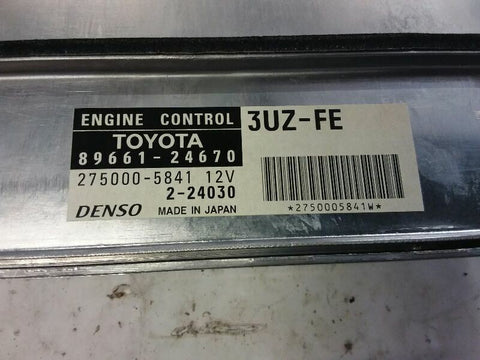 ENGINE CONTROL 3UZ-FE
TOYOTA
89661-24670
275000-5841 12V
2-24030
DENSO MADE IN JAPAN
*2750005841W*